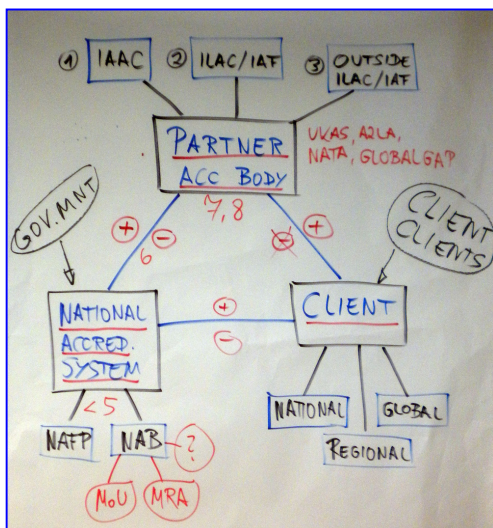 ① IAAC
② ILAC/IAF
③ OUTSIDE
ILAC/IAF
PARTNER
ACC BODY
UKAS, A2LA,
NATA, GLOBALGAP
7,8
GOV.MNT
CLIENT
CLIENTS
+ -
6
- +
NATIONAL
ACCRED.
SYSTEM
+
-
CLIENT
<5
NAFP
NAB
?
MoU
MRA
NATIONAL
REGIONAL
GLOBAL